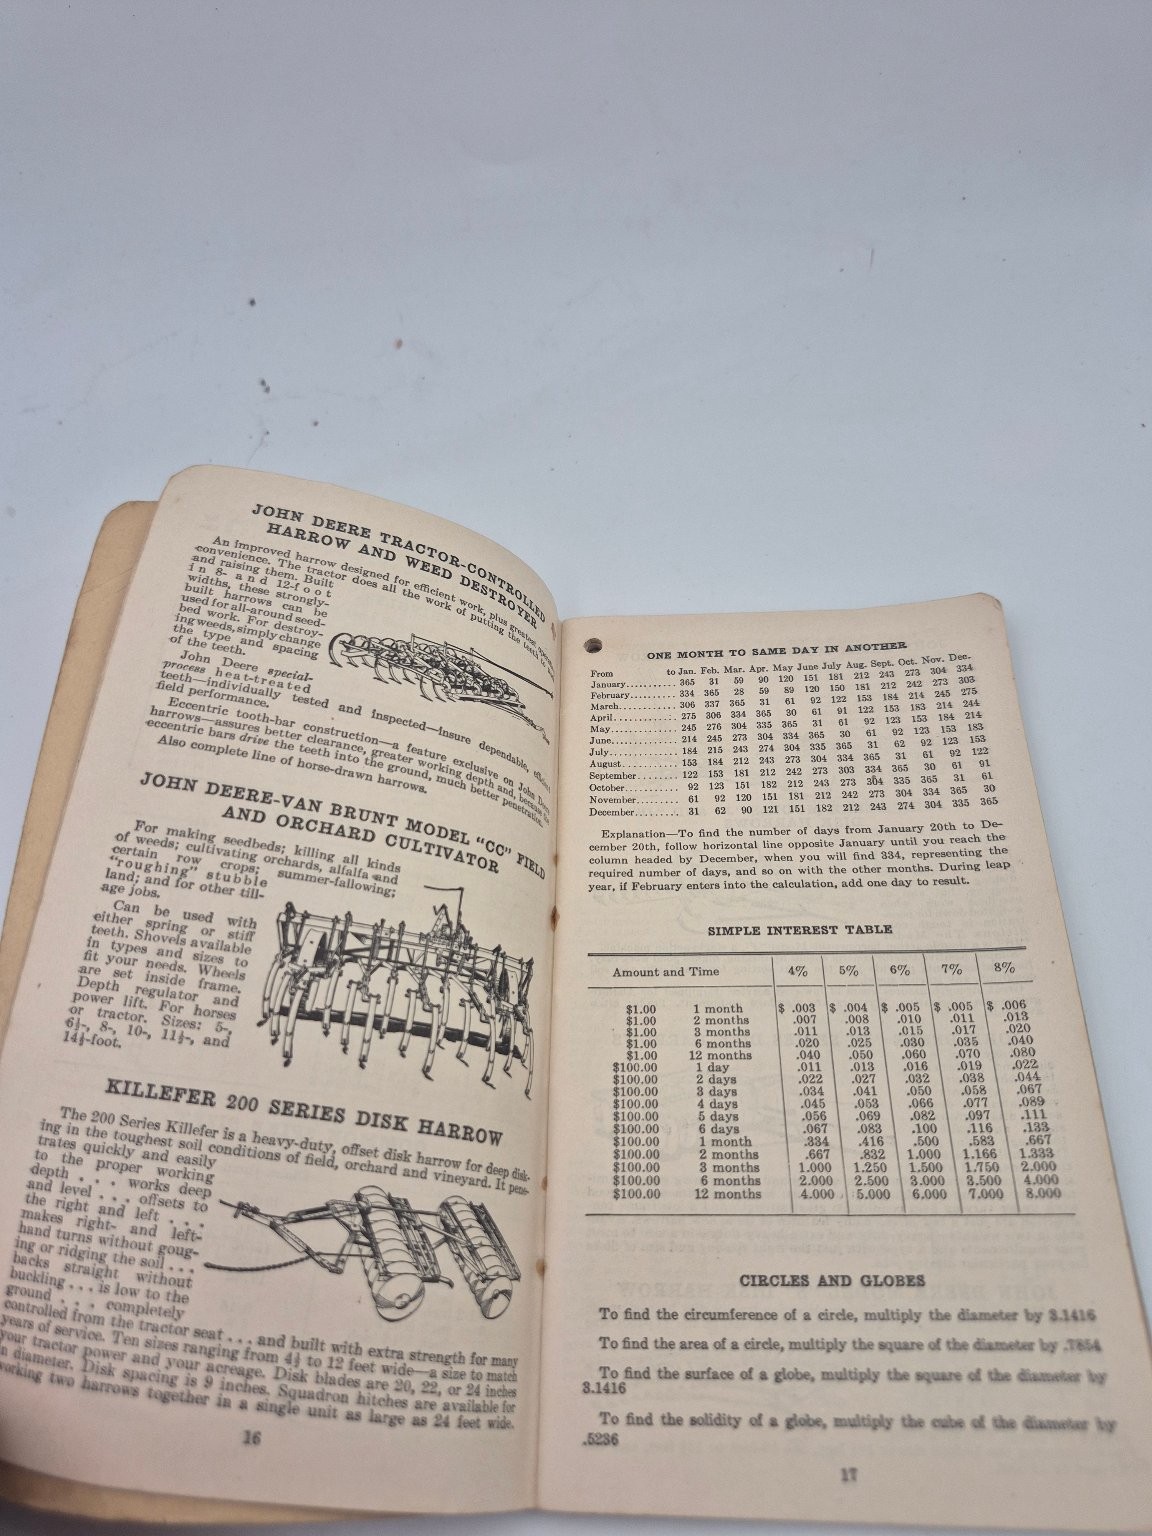 JOHN DEERE TRACTOR-CONTROLLED
HARROW AND WEED DESTROYER
An improved harrow designed for efficient work, plus greatest
convenience. The tractor does all the work of putting the teeth in
and raising them. Built
in 8- and 12-foot
widths, these strongly-
built harrows can be
used for all-around seed-
bed work. For destroy-
ing weeds, simply change
the type and spacing
of the teeth.
John Deere special-
process heat-treated
teeth—individually tested and inspected—insure dependable, efficient
field performance.
Eccentric tooth-bar construction—a feature exclusive on John Deere
harrows—assures better clearance, greater working depth and, because the
eccentric bars drive the teeth into the ground, much better penetration.
Also complete line of horse-drawn harrows.
JOHN DEERE-VAN BRUNT MODEL "CC" FIELD
AND ORCHARD CULTIVATOR
For making seedbeds; killing all kinds
of weeds; cultivating orchards, alfalfa and
certain row crops; summer-fallowing;
"roughing" stubble
land; and for other till-
age jobs.
Can be used with
either spring or stiff
teeth. Shovels available
in types and sizes to
fit your needs. Wheels
are set inside frame.
Depth regulator and
power lift. For horses
or tractor. Sizes: 5-,
6½-, 8-, 10-, 11½-, and
14½-foot.
KILLEFER 200 SERIES DISK HARROW
The 200 Series Killefer is a heavy-duty, offset disk harrow for deep disk-
ing in the toughest soil conditions of field, orchard and vineyard. It pene-
trates quickly and easily
to the proper working
depth . . . works deep
and level . . . offsets to
the right and left . . .
makes right- and left-
hand turns without goug-
ing or ridging the soil . . .
backs straight without
buckling . . . is low to the
ground . . . completely
controlled from the tractor seat . . . and built with extra strength for many
years of service. Ten sizes ranging from 4½ to 12 feet wide—a size to match
your tractor power and your acreage. Disk blades are 20, 22, or 24 inches
in diameter. Disk spacing is 9 inches. Squadron hitches are available for
working two harrows together in a single unit as large as 24 feet wide.
16
ONE MONTH TO SAME DAY IN ANOTHER
From to Jan. Feb. Mar. Apr. May June July Aug. Sept. Oct. Nov. Dec.
January........... 365 31 59 90 120 151 181 212 243 273 304 334
February.......... 334 365 28 59 89 120 150 181 212 242 273 303
March............. 306 337 365 31 61 92 122 153 184 214 245 275
April.............. 275 306 334 365 30 61 91 122 153 183 214 244
May............... 245 276 304 335 365 31 61 92 123 153 184 214
June............... 214 245 273 304 334 365 30 61 92 123 153 183
July............... 184 215 243 274 304 335 365 31 62 92 123 153
August............ 153 184 212 243 273 304 334 365 31 61 92 122
September........ 122 153 181 212 242 273 303 334 365 30 61 91
October........... 92 123 151 182 212 243 273 304 335 365 31 61
November......... 61 92 120 151 181 212 242 273 304 334 365 30
December......... 31 62 90 121 151 182 212 243 274 304 335 365
Explanation—To find the number of days from January 20th to De-
cember 20th, follow horizontal line opposite January until you reach the
column headed by December, when you will find 334, representing the
required number of days, and so on with the other months. During leap
year, if February enters into the calculation, add one day to result.
SIMPLE INTEREST TABLE
Amount and Time 4% 5% 6% 7% 8%
$1.00 1 month $ .003 $ .004 $ .005 $ .005 $ .006
$1.00 2 months .007 .008 .010 .011 .013
$1.00 3 months .011 .013 .015 .017 .020
$1.00 6 months .020 .025 .030 .035 .040
$1.00 12 months .040 .050 .060 .070 .080
$100.00 1 day .011 .013 .016 .019 .022
$100.00 2 days .022 .027 .032 .038 .044
$100.00 3 days .034 .041 .050 .058 .067
$100.00 4 days .045 .053 .066 .077 .089
$100.00 5 days .056 .069 .082 .097 .111
$100.00 6 days .067 .083 .100 .116 .133
$100.00 1 month .334 .416 .500 .583 .667
$100.00 2 months .667 .832 1.000 1.166 1.333
$100.00 3 months 1.000 1.250 1.500 1.750 2.000
$100.00 6 months 2.000 2.500 3.000 3.500 4.000
$100.00 12 months 4.000 5.000 6.000 7.000 8.000
CIRCLES AND GLOBES
To find the circumference of a circle, multiply the diameter by 3.1416
To find the area of a circle, multiply the square of the diameter by .7854
To find the surface of a globe, multiply the square of the diameter by
3.1416
To find the solidity of a globe, multiply the cube of the diameter by
.5236
17